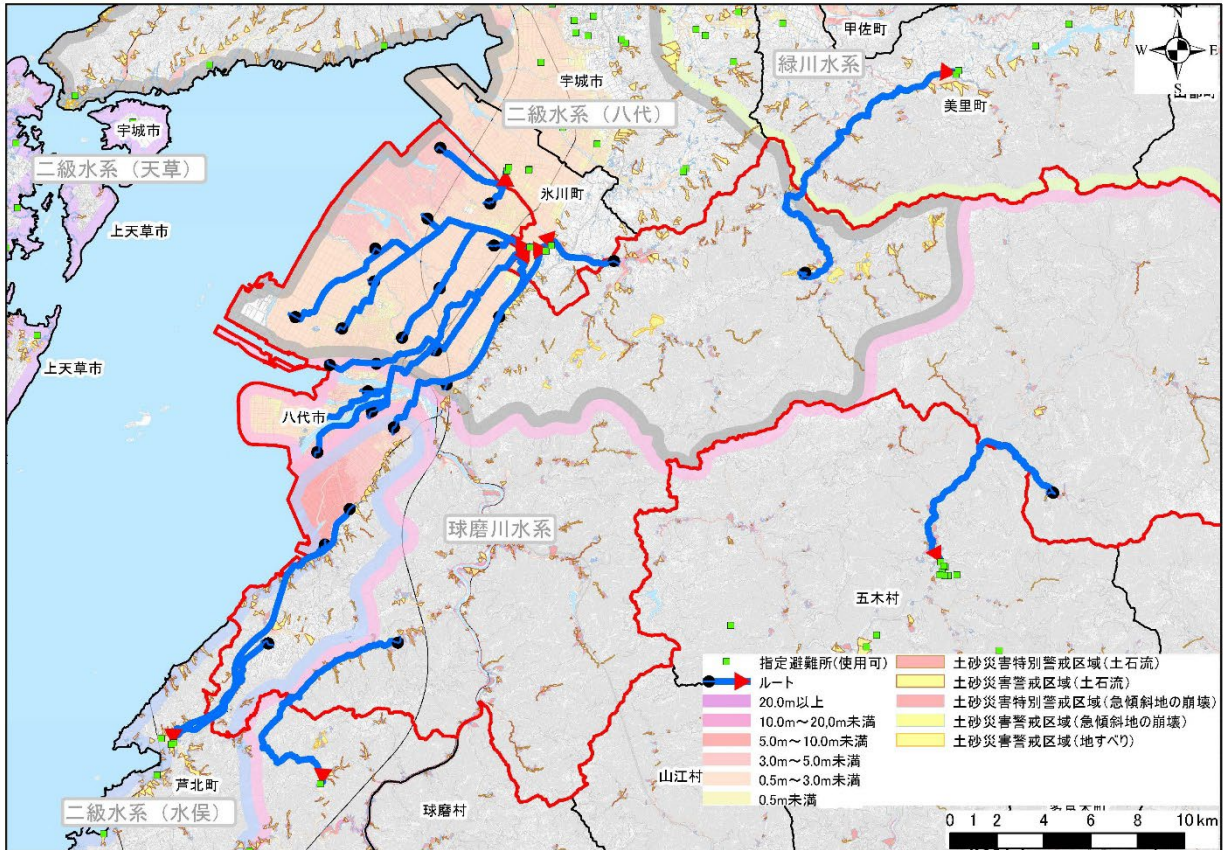 甲佐町
N
W E
S
緑川水系
宇城市
美里町
二級水系（八代）
宇城市
二級水系（天草）
氷川町
上天草市
上天草市
八代市
球磨川水系
五木村
指定避難所(使用可)
ルート
20.0m以上
10.0m～20.0m未満
5.0m～10.0m未満
3.0m～5.0m未満
0.5m～3.0m未満
0.5m未満
土砂災害特別警戒区域(土石流)
土砂災害警戒区域(土石流)
土砂災害特別警戒区域(急傾斜地の崩壊)
土砂災害警戒区域(急傾斜地の崩壊)
土砂災害警戒区域(地すべり)
山江村
芦北町
球磨村
二級水系（水俣）
0 1 2 4 6 8 10 km